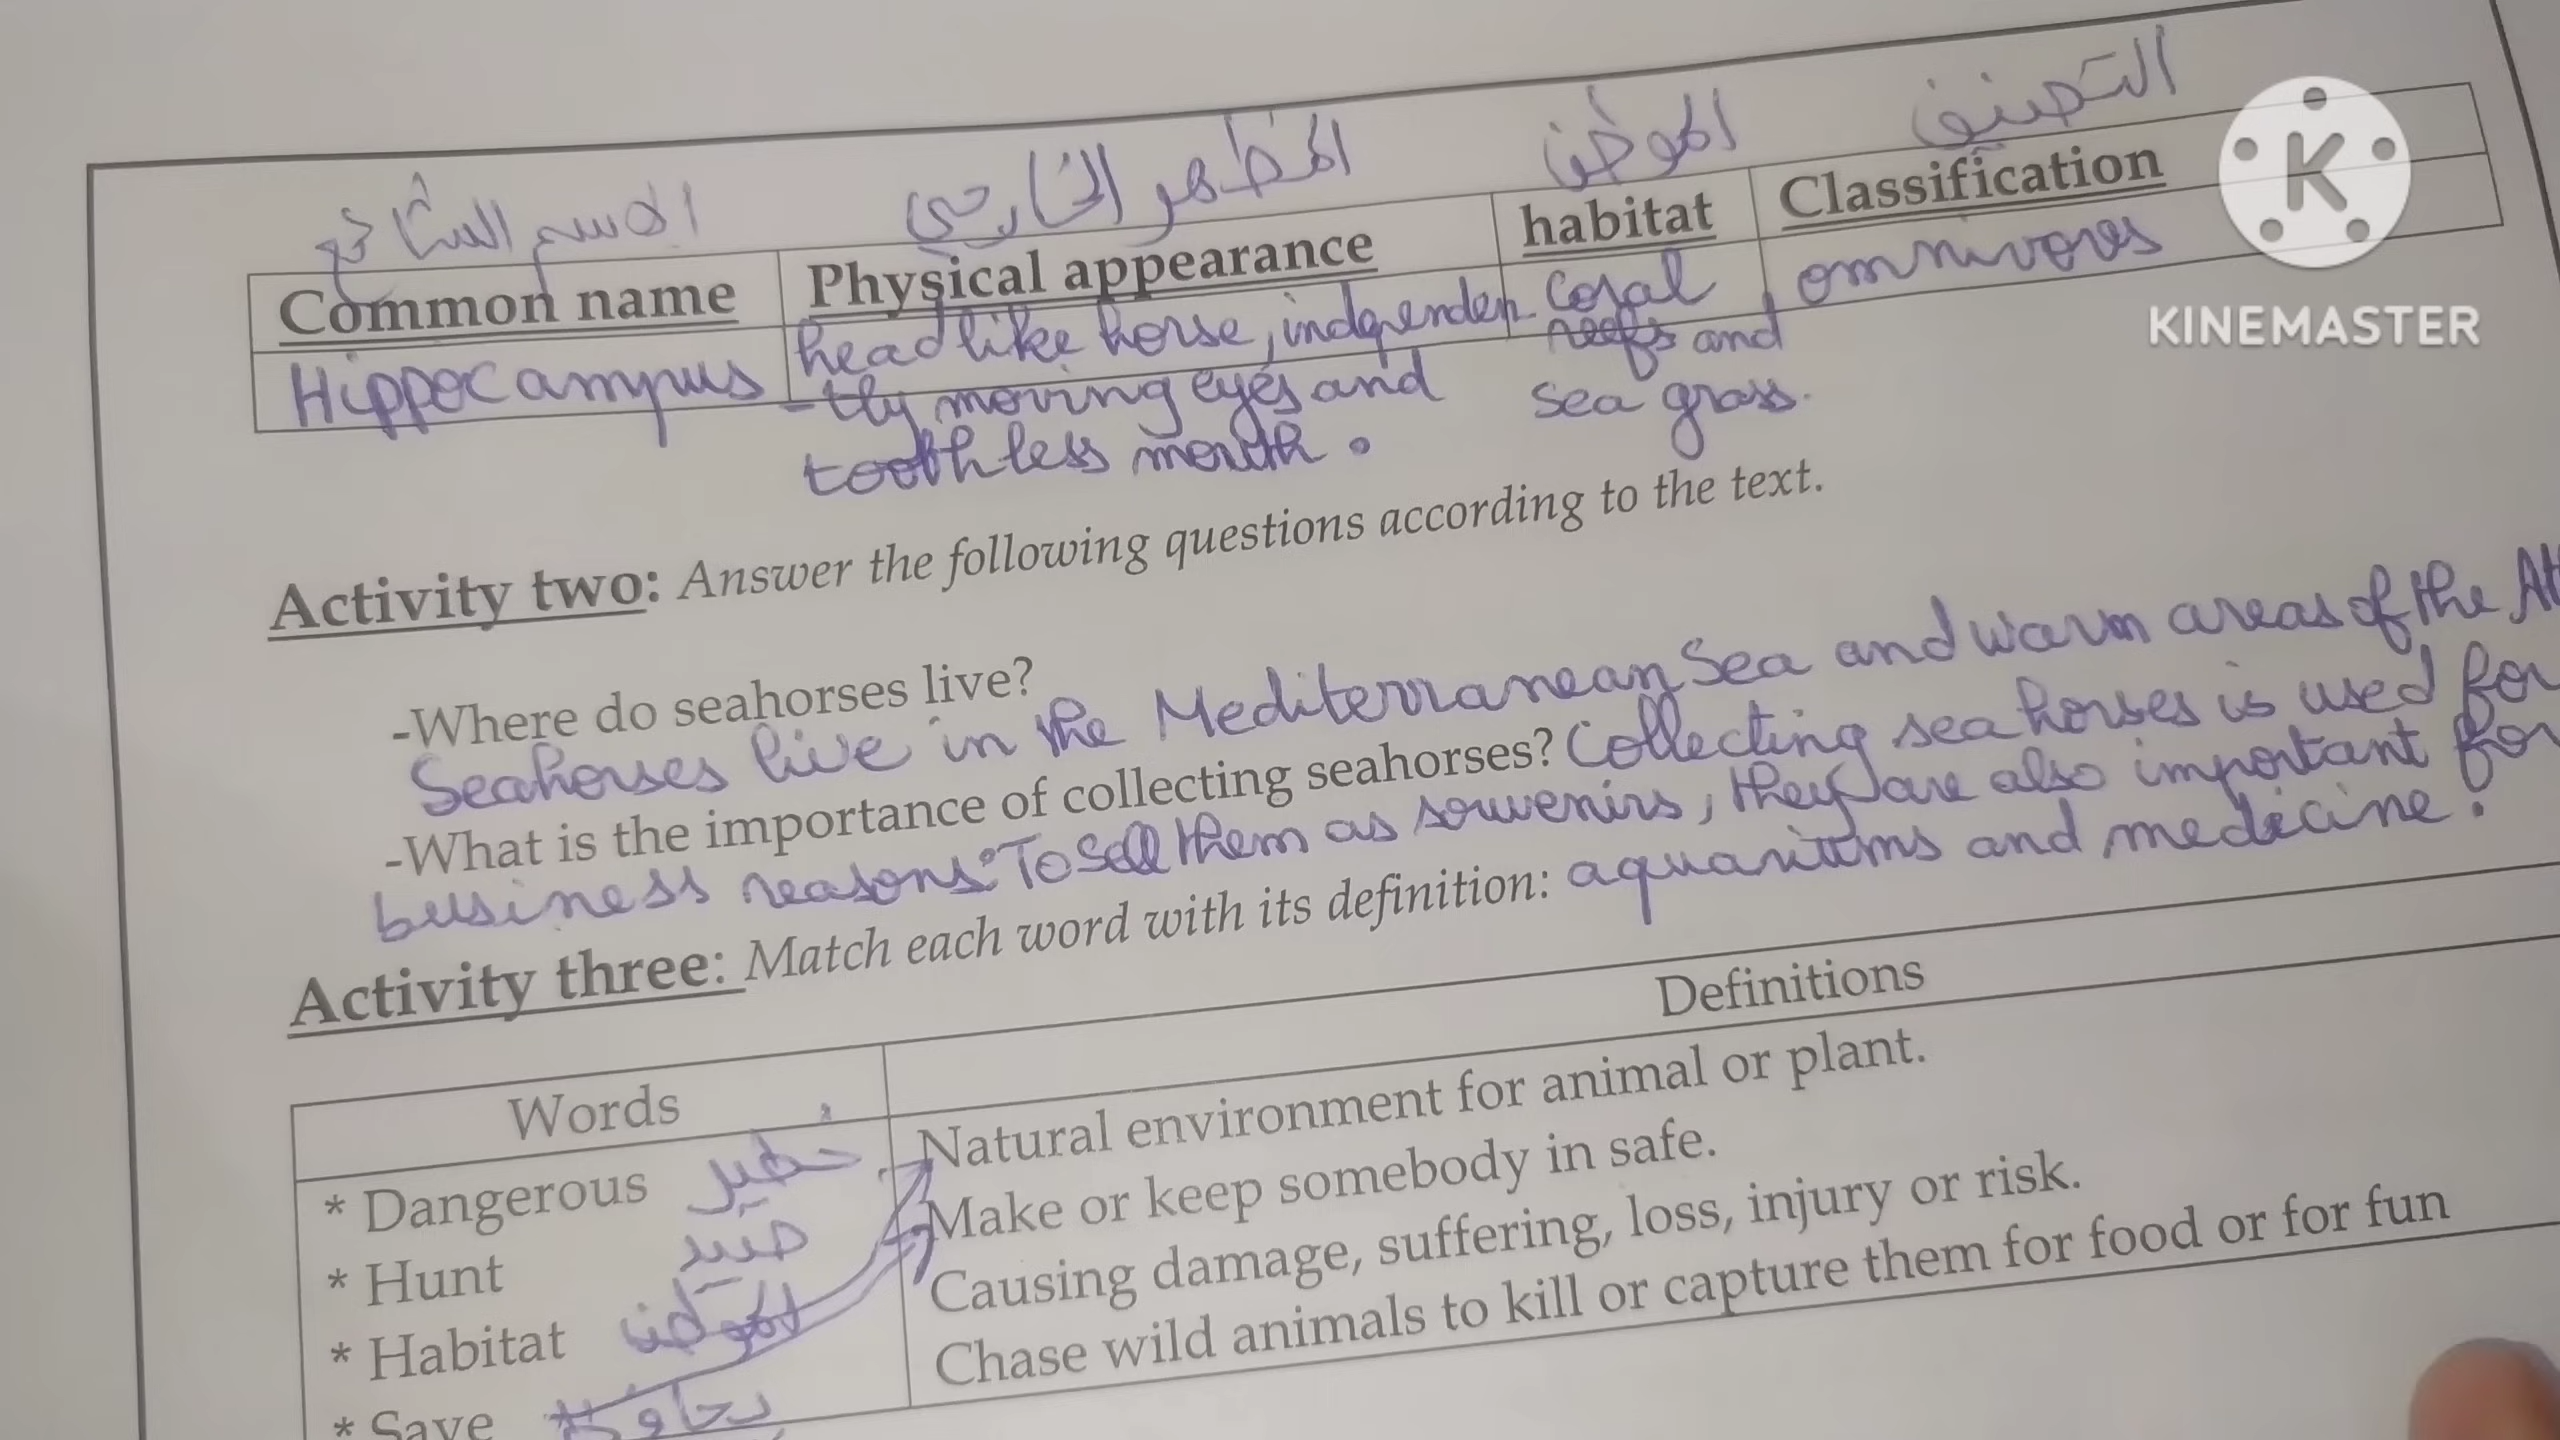 الاسم الشائع المظهر الخارجي الموطن التصنيف
Common name Physical appearance habitat Classification
Hippocampus head like horse, independen coral omnivores
-tly moving eyes and reefs and
toothless mouth. sea grass.
KINEMASTER
Activity two: Answer the following questions according to the text.
-Where do seahorses live?
Seahorses live in the Mediterranean Sea and warm areas of the
-What is the importance of collecting seahorses? Collecting sea horses is used for
business reasons: To sell them as souvenirs, they are also important for
Activity three: Match each word with its definition: aquariums and medicine.
Words Definitions
* Dangerous خطير Natural environment for animal or plant.
* Hunt صيد Make or keep somebody in safe.
* Habitat الموطن Causing damage, suffering, loss, injury or risk.
* Save Chase wild animals to kill or capture them for food or for fun